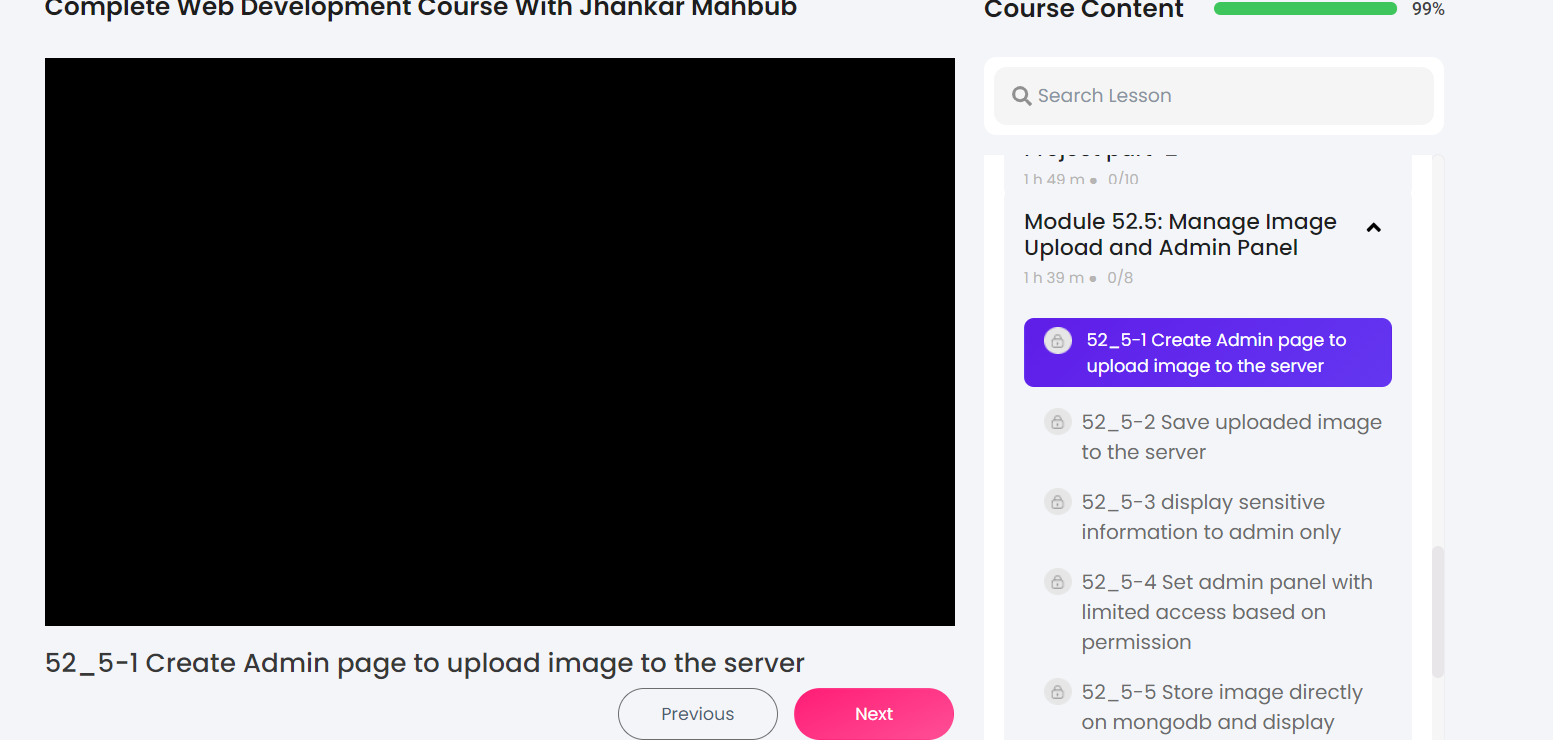 Complete Web Development Course With Jhankar Mahbub
52_5-1 Create Admin page to upload image to the server
Previous
Next
Course Content
99%
Search Lesson
Project part-2
1 h 49 m ● 0/10
Module 52.5: Manage Image
Upload and Admin Panel
1 h 39 m ● 0/8
52_5-1 Create Admin page to
upload image to the server
52_5-2 Save uploaded image
to the server
52_5-3 display sensitive
information to admin only
52_5-4 Set admin panel with
limited access based on
permission
52_5-5 Store image directly
on mongodb and display